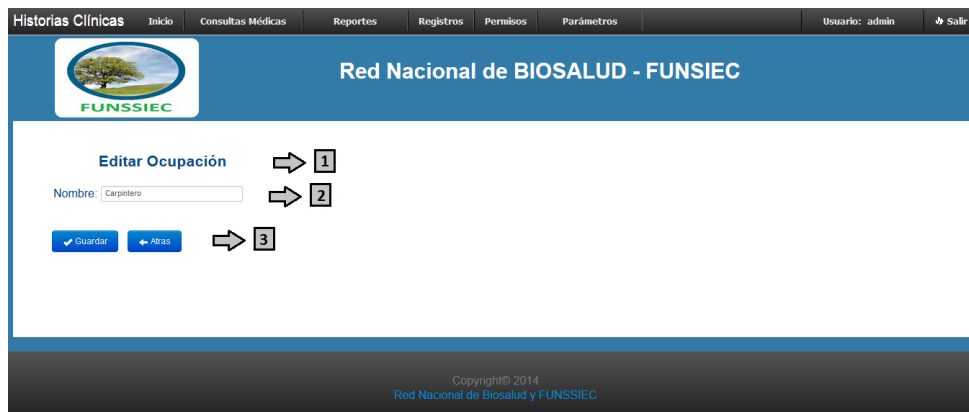 Historias Clínicas Inicio Consultas Médicas Reportes Registros Permisos Parámetros Usuario: admin Salir
FUNSSIEC
Red Nacional de BIOSALUD - FUNSIEC
Editar Ocupación 1
Nombre: Carpintero 2
Guardar Atras 3
Copyright© 2014
Red Nacional de Biosalud y FUNSSIEC